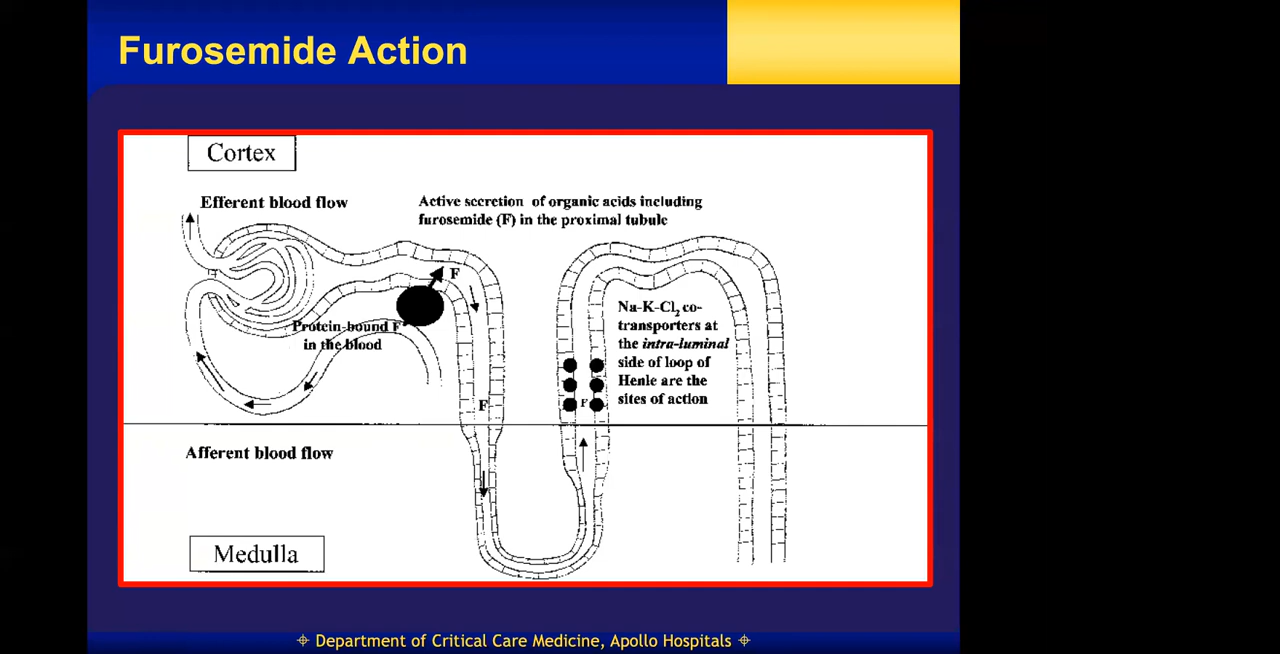 Furosemide Action
Cortex
Efferent blood flow
Active secretion of organic acids including
furosemide (F) in the proximal tubule
F
Protein-bound F
in the blood
Na-K-Cl₂ co-
transporters at
the intra-luminal
side of loop of
Henle are the
sites of action
F
F
Afferent blood flow
Medulla
Department of Critical Care Medicine, Apollo Hospitals